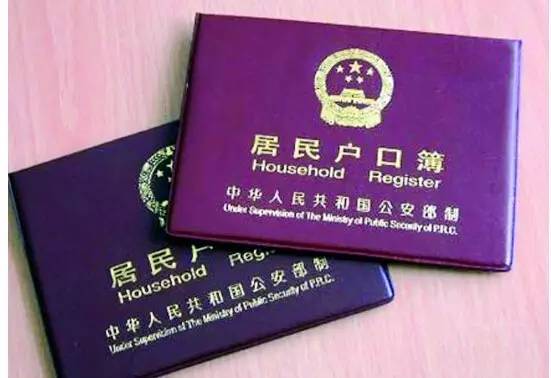 居民户口簿
Household Register
中华人民共和国公安部制
Under Supervision of The Ministry of Public Security of P.R.C.
居民户
Household Regist
中华人民共和国公安部制
Under Supervision of The Ministry of Public Security of P.R.C.